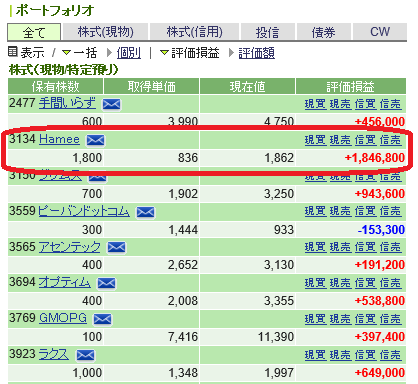 ポートフォリオ
全て 株式(現物) 株式(信用) 投信 債券 CW
表示 / 一括 個別 | 評価損益 評価額
株式(現物/特定預り)
保有株数 取得単価 現在値 評価損益
2477 手間いらず 現買 現売 信買 信売
600 3,990 4,750 +456,000
3134 Hamee 現買 現売 信買 信売
1,800 836 1,862 +1,846,800
現買 現売 信買 信売
700 1,902 3,250 +943,600
3559 ピーバンドットコム 現買 現売 信買 信売
300 1,444 933 -153,300
3565 アセンテック 現買 現売 信買 信売
400 2,652 3,130 +191,200
3694 オプティム 現買 現売 信買 信売
400 2,008 3,355 +538,800
3769 GMOPG 現買 現売 信買 信売
100 7,416 11,390 +397,400
3923 ラクス 現買 現売 信買 信売
1,000 1,348 1,997 +649,000